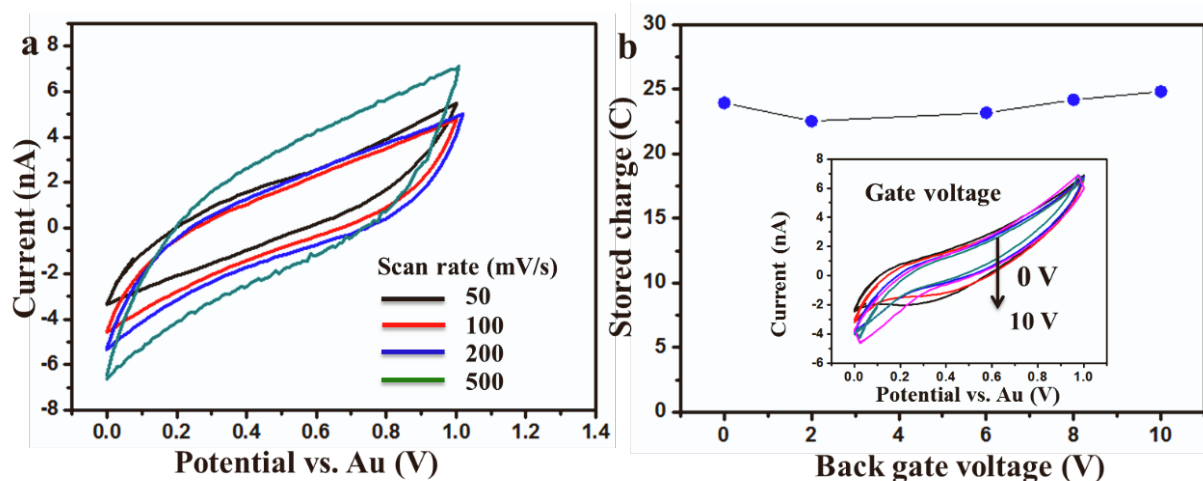 a
8
6
4
2
0
-2
-4
-6
-8
Current (nA)
0.0 0.2 0.4 0.6 0.8 1.0 1.2 1.4
Potential vs. Au (V)
Scan rate (mV/s)
50
100
200
500
b
30
25
20
15
10
5
0
Stored charge (C)
0 2 4 6 8 10
Back gate voltage (V)
8
6
4
2
0
-2
-4
-6
Current (nA)
Gate voltage
0 V
10 V
0.0 0.2 0.4 0.6 0.8 1.0
Potential vs. Au (V)